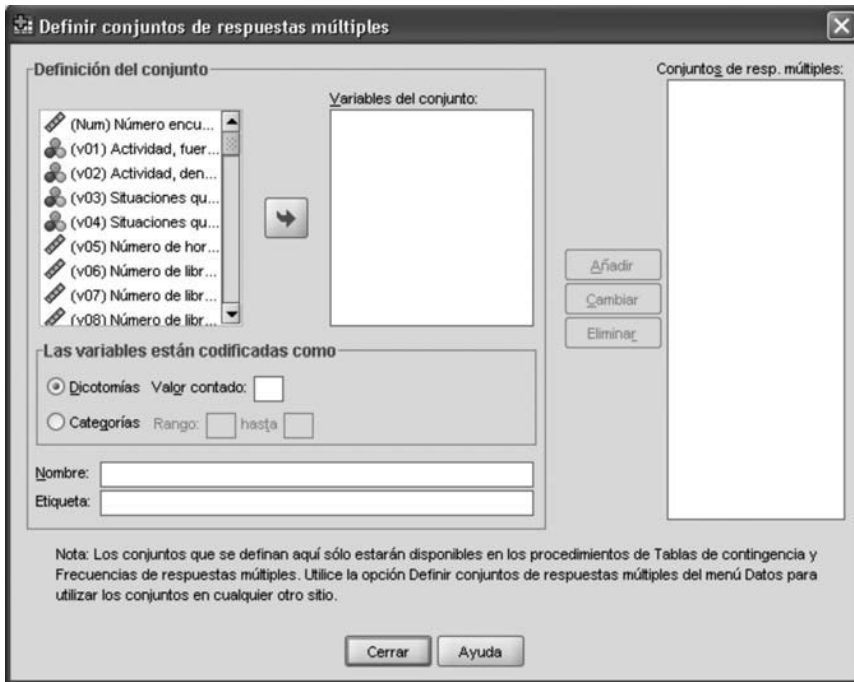 Definir conjuntos de respuestas múltiples
Definición del conjunto
(Num) Número encu...
(v01) Actividad, fuer...
(v02) Actividad, den...
(v03) Situaciones qu...
(v04) Situaciones qu...
(v05) Número de hor...
(v06) Número de libr...
(v07) Número de libr...
(v08) Número de libr...
Variables del conjunto:
Las variables están codificadas como
Dicotomías Valor contado:
Categorías Rango: hasta
Nombre:
Etiqueta:
Añadir
Cambiar
Eliminar
Conjuntos de resp. múltiples:
Nota: Los conjuntos que se definan aquí sólo estarán disponibles en los procedimientos de Tablas de contingencia y
Frecuencias de respuestas múltiples. Utilice la opción Definir conjuntos de respuestas múltiples del menú Datos para
utilizar los conjuntos en cualquier otro sitio.
Cerrar Ayuda